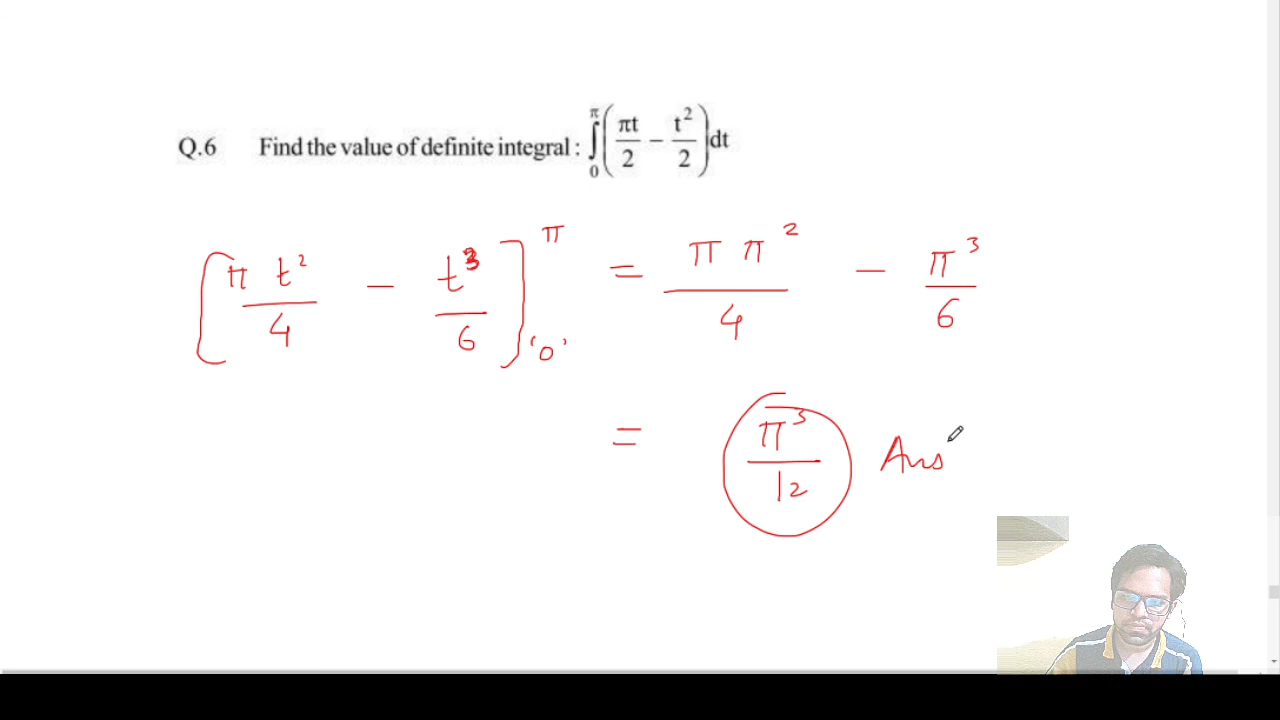 Q.6 Find the value of definite integral : ∫₀^π (πt/2 − t²/2) dt
[π t²/4 − t³/6]₀^π = π π²/4 − π³/6
= π³/12 Ans